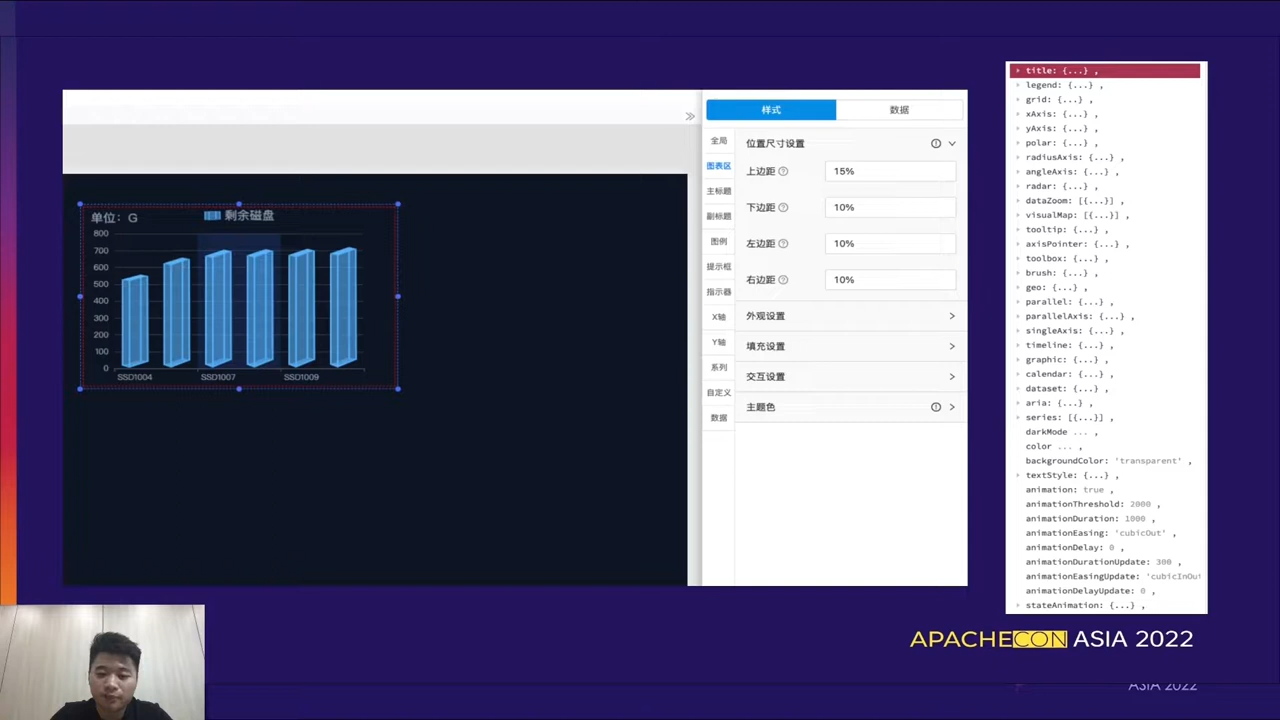 样式
数据
全局
图表区
主标题
副标题
图例
提示框
指示器
X轴
Y轴
系列
自定义
数据
位置尺寸设置
上边距
15%
下边距
10%
左边距
10%
右边距
10%
外观设置
填充设置
交互设置
主题色
单位：G
剩余磁盘
800
700
600
500
400
300
200
100
0
SSD1004
SSD1007
SSD1009
title: {...} ,
legend: {...} ,
grid: {...} ,
xAxis: {...} ,
yAxis: {...} ,
polar: {...} ,
radiusAxis: {...} ,
angleAxis: {...} ,
radar: {...} ,
dataZoom: [{...}] ,
visualMap: [{...}] ,
tooltip: {...} ,
axisPointer: {...} ,
toolbox: {...} ,
brush: {...} ,
geo: {...} ,
parallel: {...} ,
parallelAxis: {...} ,
singleAxis: {...} ,
timeline: {...} ,
graphic: {...} ,
calendar: {...} ,
dataset: {...} ,
aria: {...} ,
series: [{...}] ,
darkMode ... ,
color ... ,
backgroundColor: 'transparent' ,
textStyle: {...} ,
animation: true ,
animationThreshold: 2000 ,
animationDuration: 1000 ,
animationEasing: 'cubicOut' ,
animationDelay: 0 ,
animationDurationUpdate: 300 ,
animationEasingUpdate: 'cubicInOu
animationDelayUpdate: 0 ,
stateAnimation: {...} ,
APACHECON ASIA 2022
ASIA 2022